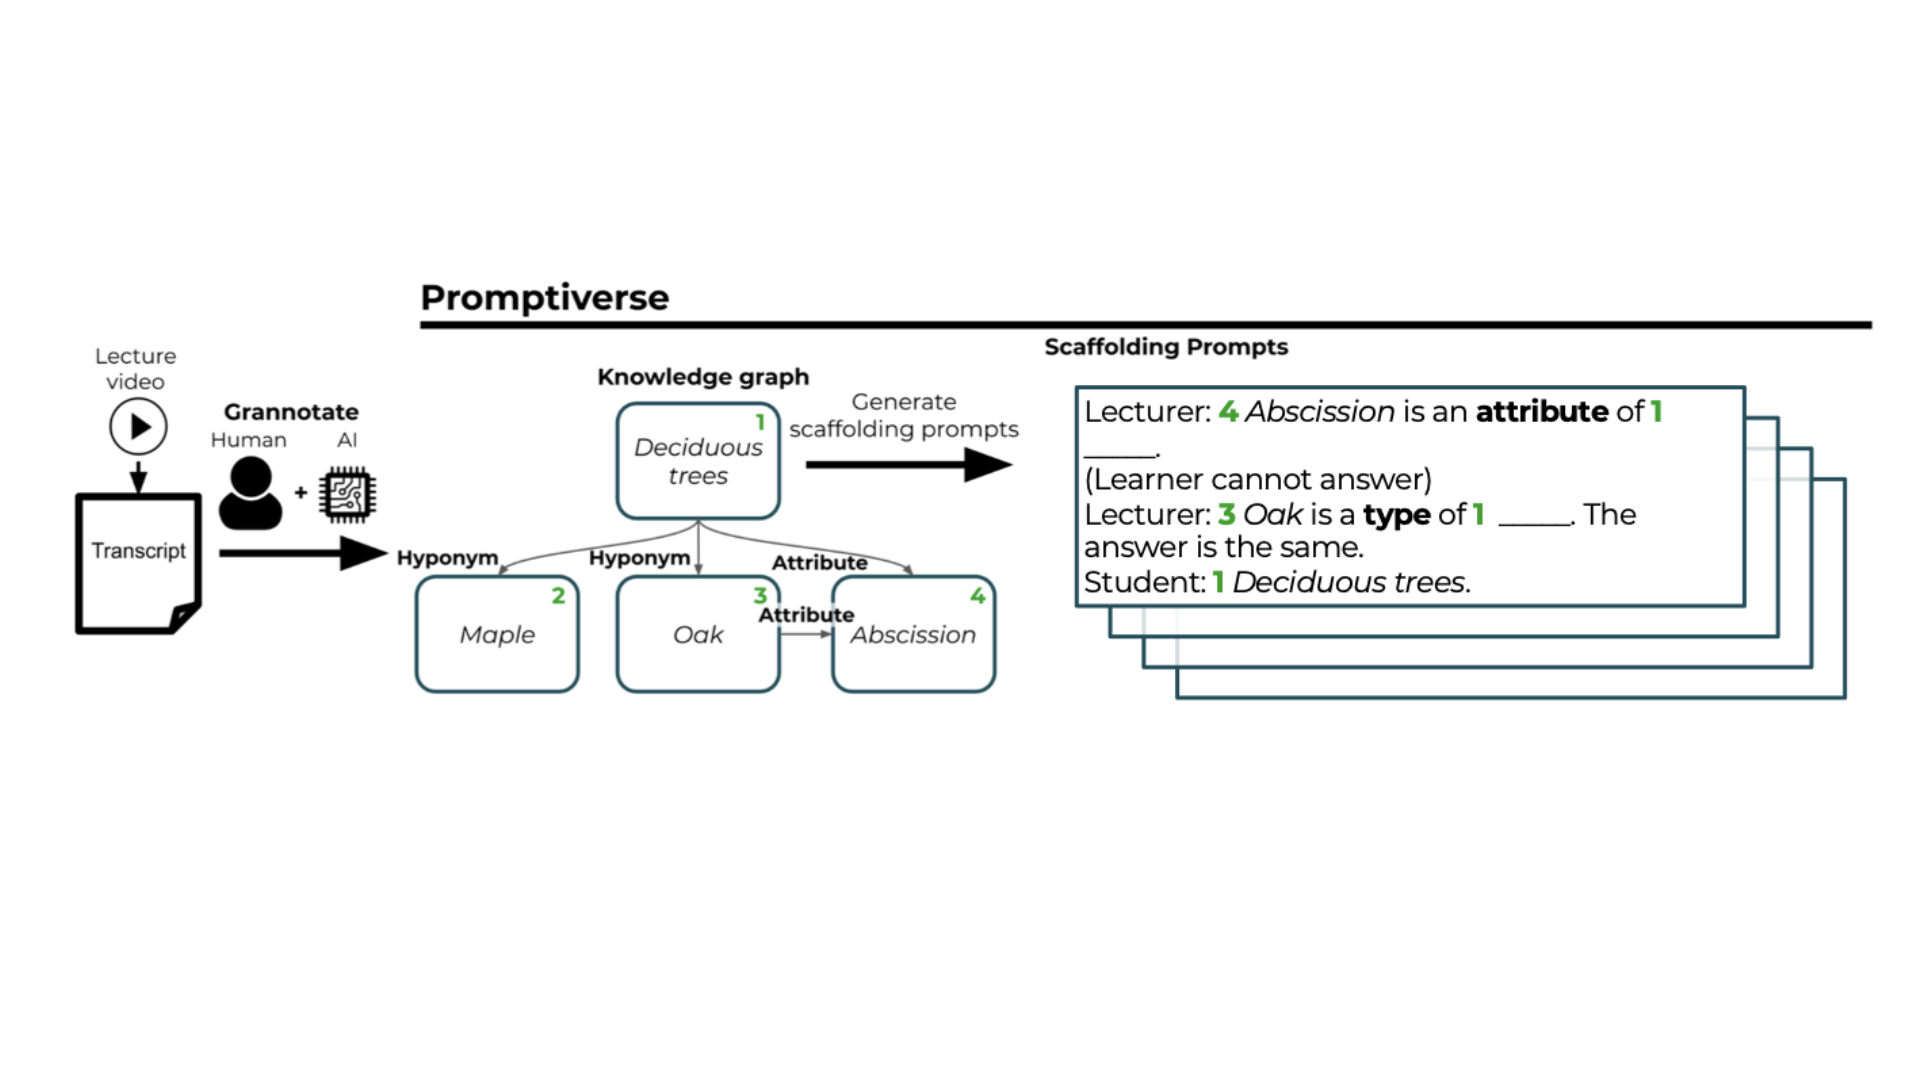 Promptiverse
Lecture
video
Transcript
Grannotate
Human AI
+
Knowledge graph
1
Deciduous
trees
Hyponym
Hyponym
Attribute
2
Maple
3
Oak
Attribute
4
Abscission
Generate
scaffolding prompts
Scaffolding Prompts
Lecturer: 4 Abscission is an attribute of 1
_____.
(Learner cannot answer)
Lecturer: 3 Oak is a type of 1 _____. The
answer is the same.
Student: 1 Deciduous trees.